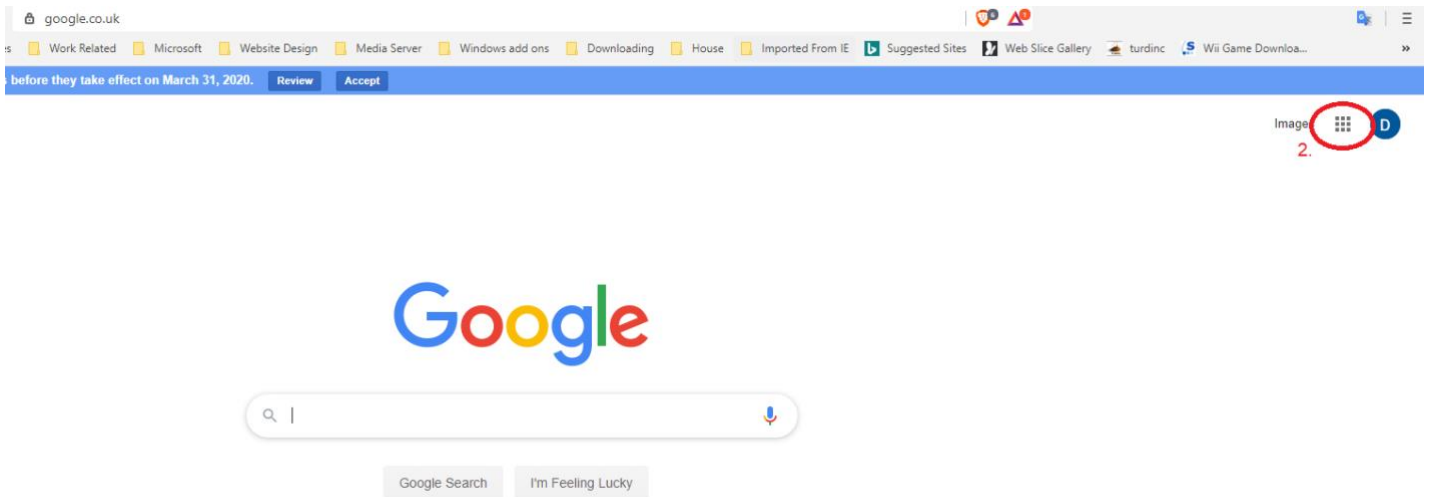 google.co.uk
es Work Related Microsoft Website Design Media Server Windows add ons Downloading House Imported From IE Suggested Sites Web Slice Gallery turdinc Wii Game Downloa... »
before they take effect on March 31, 2020. Review Accept
Image D
2.
Google
Google Search I'm Feeling Lucky